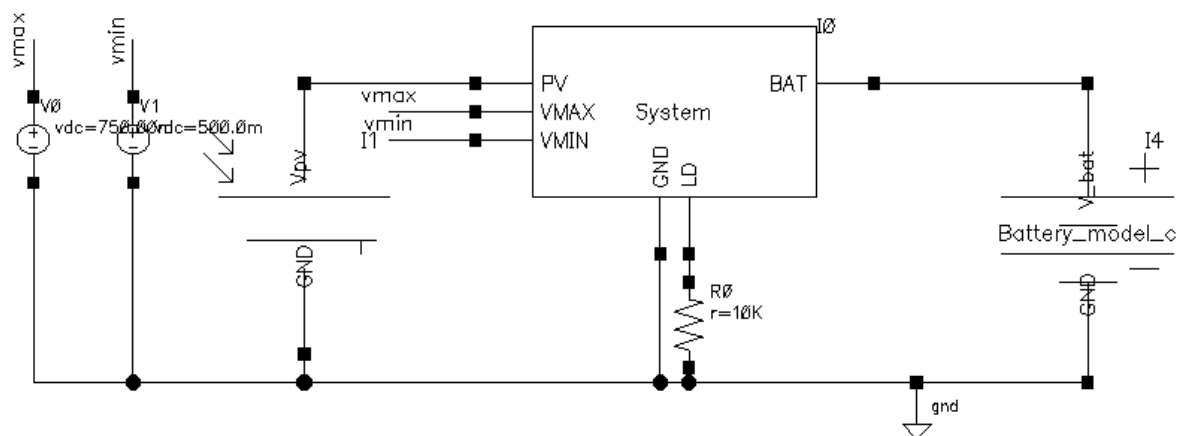 vmax
vmin
V0
V1
vdc=500.0m
Vpv
GND
vmax
vmin
I1
I0
PV
VMAX
VMIN
System
BAT
GND
LD
R0
r=10K
I4
V_bat
Battery_model_c
GND
gnd